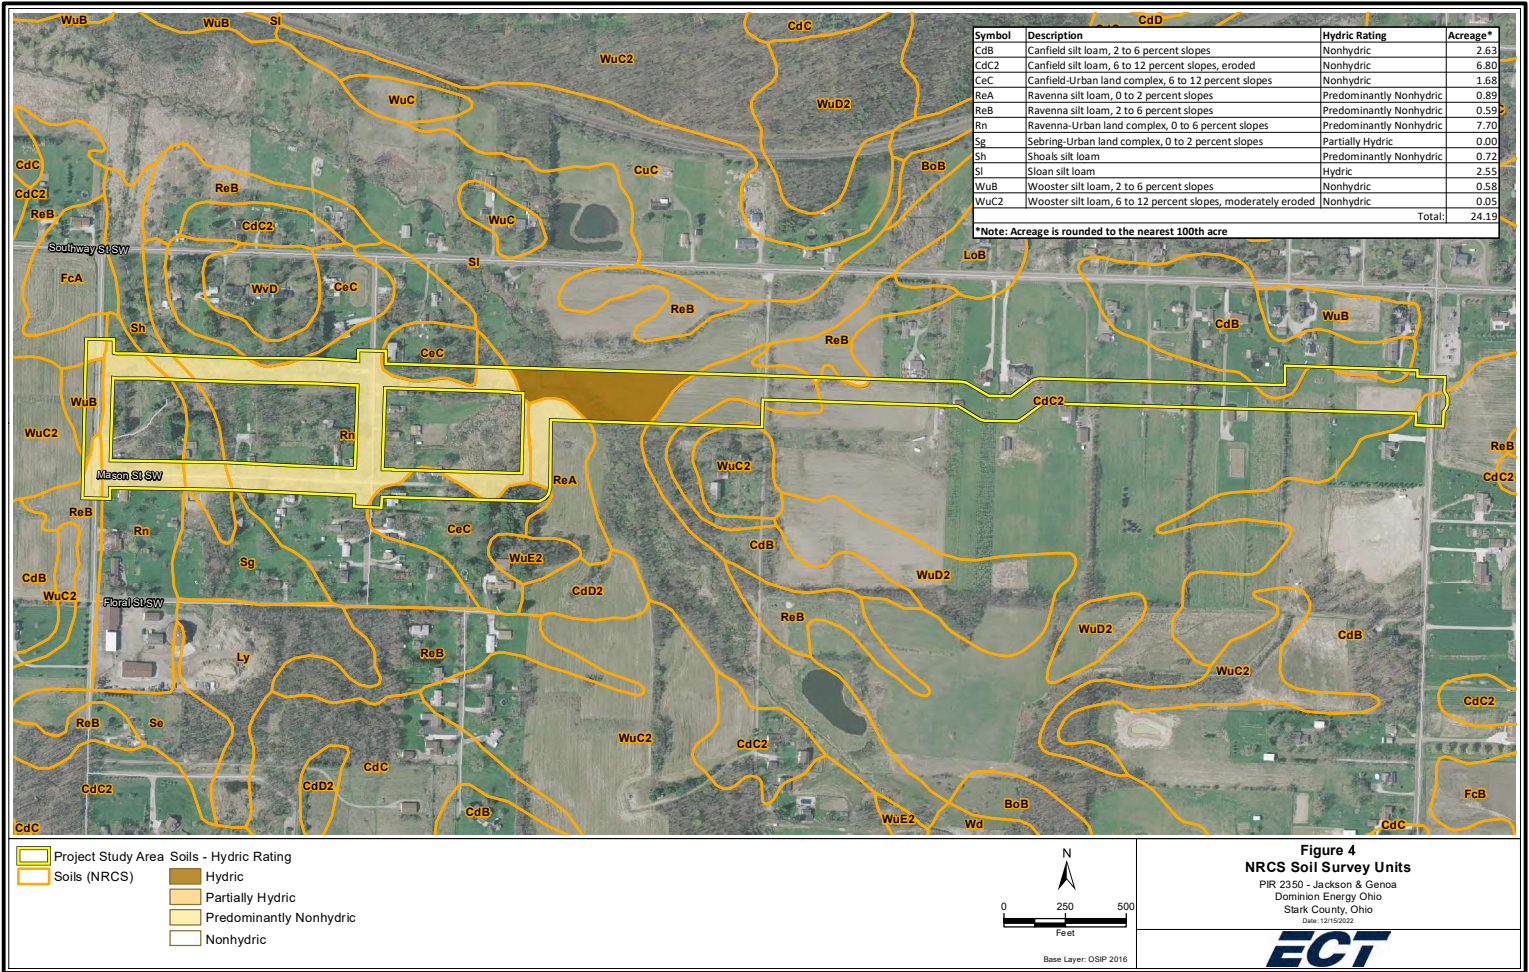 WuB
WuB
Sl
CdC
CdD
WuC2
WuC
WuD2
Symbol Description Hydric Rating Acreage*
CdB Canfield silt loam, 2 to 6 percent slopes Nonhydric 2.63
CdC2 Canfield silt loam, 6 to 12 percent slopes, eroded Nonhydric 6.80
CeC Canfield-Urban land complex, 6 to 12 percent slopes Nonhydric 1.68
ReA Ravenna silt loam, 0 to 2 percent slopes Predominantly Nonhydric 0.89
ReB Ravenna silt loam, 2 to 6 percent slopes Predominantly Nonhydric 0.59
Rn Ravenna-Urban land complex, 0 to 6 percent slopes Predominantly Nonhydric 7.70
Sg Sebring-Urban land complex, 0 to 2 percent slopes Partially Hydric 0.00
Sh Shoals silt loam Predominantly Nonhydric 0.72
Sl Sloan silt loam Hydric 2.55
WuB Wooster silt loam, 2 to 6 percent slopes Nonhydric 0.58
WuC2 Wooster silt loam, 6 to 12 percent slopes, moderately eroded Nonhydric 0.05
Total: 24.19
*Note: Acreage is rounded to the nearest 100th acre
CdC
CdC2
ReB
ReB
CdC2
CuC
BoB
WuC
Southway St SW
FcA
WvD
CeC
Sl
LoB
Sh
ReB
ReB
CdB
WuB
CeC
WuB
WuC2
Rn
CdC2
Mason St SW
ReA
WuC2
ReB
CdC2
ReB
Rn
CeC
Sg
WuE2
CdB
CdB
WuC2
CdD2
WuD2
Floral St SW
ReB
WuD2
CdB
Ly
ReB
WuC2
CdC2
ReB
Se
WuC2
CdC2
CdC2
CdC
CdD2
CdB
WuE2
BoB
Wd
FcB
CdC
CdC
Project Study Area
Soils (NRCS)
Soils - Hydric Rating
Hydric
Partially Hydric
Predominantly Nonhydric
Nonhydric
N
0 250 500
Feet
Base Layer: OSIP 2016
Figure 4
NRCS Soil Survey Units
PIR 2350 - Jackson & Genoa
Dominion Energy Ohio
Stark County, Ohio
Date: 12/15/2022
ECT